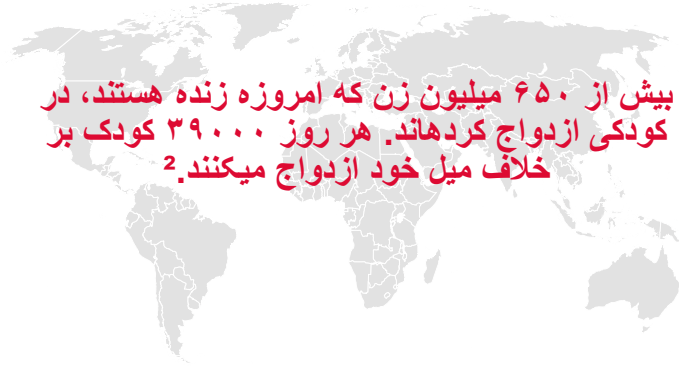 بیش از ۶۵۰ میلیون زن که امروزه زنده هستند، در
کودکی ازدواج کردهاند. هر روز ۳۹۰۰۰ کودک بر
خلاف میل خود ازدواج میکنند.²